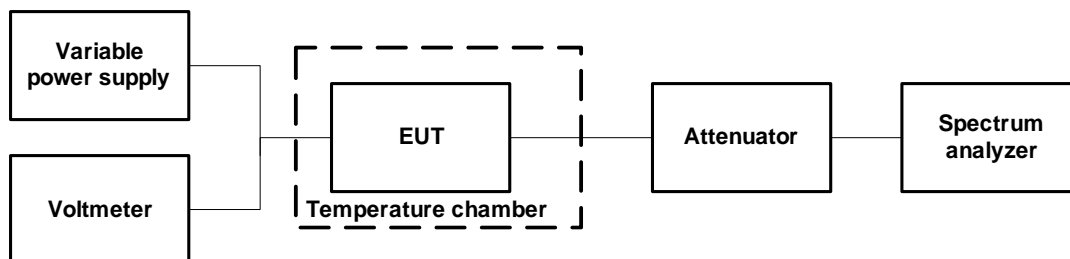 Variable
power supply
Voltmeter
EUT
Temperature chamber
Attenuator
Spectrum
analyzer